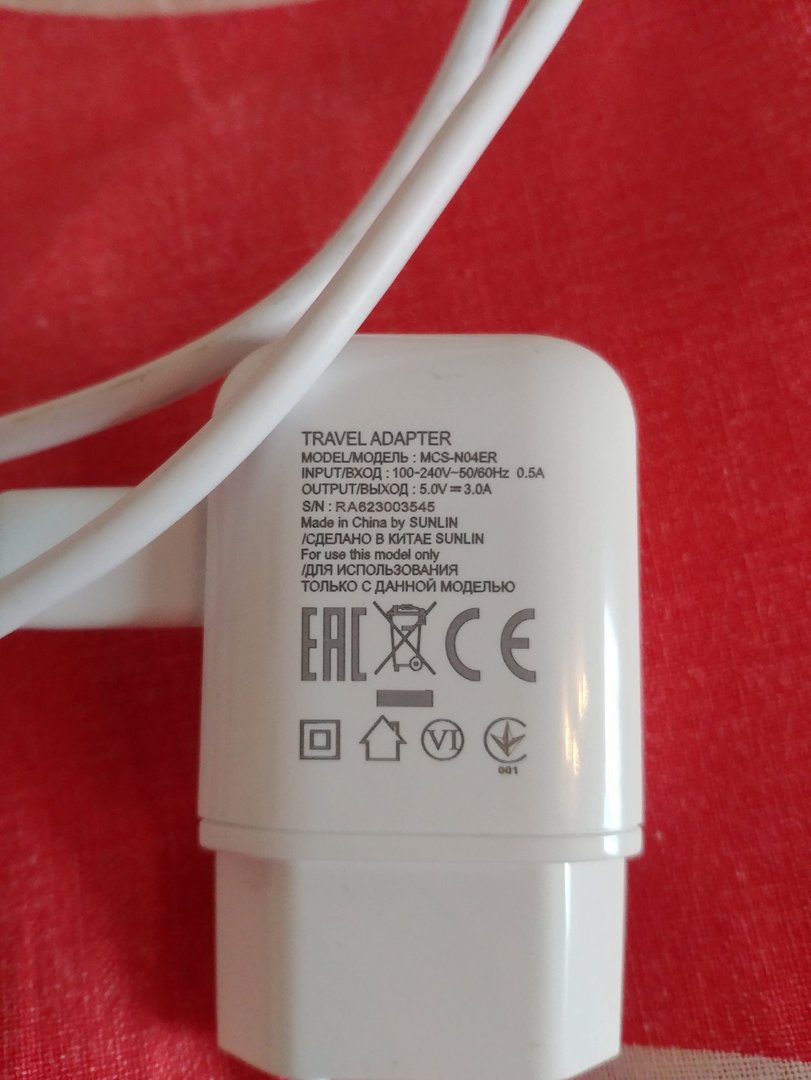 TRAVEL ADAPTER
MODEL/МОДЕЛЬ : MCS-N04ER
INPUT/ВХОД : 100-240V~50/60Hz 0.5A
OUTPUT/ВЫХОД : 5.0V⎓3.0A
S/N : RA623003545
Made in China by SUNLIN
/СДЕЛАНО В КИТАЕ SUNLIN
For use this model only
/ДЛЯ ИСПОЛЬЗОВАНИЯ
ТОЛЬКО С ДАННОЙ МОДЕЛЬЮ
EAC CE
VI
001